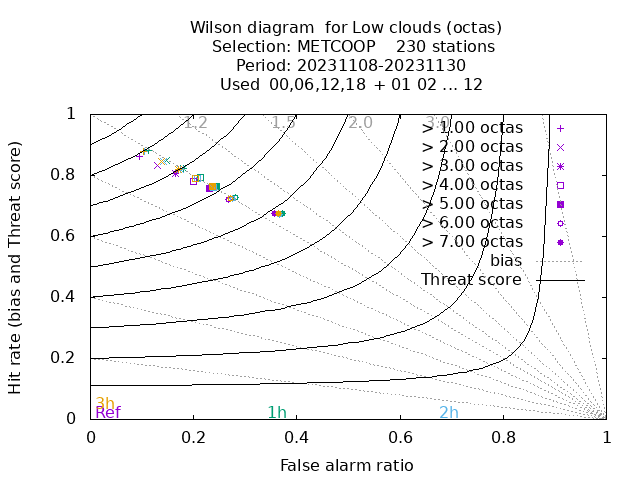 Wilson diagram  for Low clouds (octas)
Selection: METCOOP    230 stations
Period: 20231108-20231130
Used  00,06,12,18  + 01 02 ... 12
Hit rate (bias and Threat score)
1
0.8
0.6
0.4
0.2
0
1.2 1.5 2.0 3.0
> 1.00 octas
> 2.00 octas
> 3.00 octas
> 4.00 octas
> 5.00 octas
> 6.00 octas
> 7.00 octas
bias
Threat score
3h
Ref 1h 2h
0 0.2 0.4 0.6 0.8 1
False alarm ratio